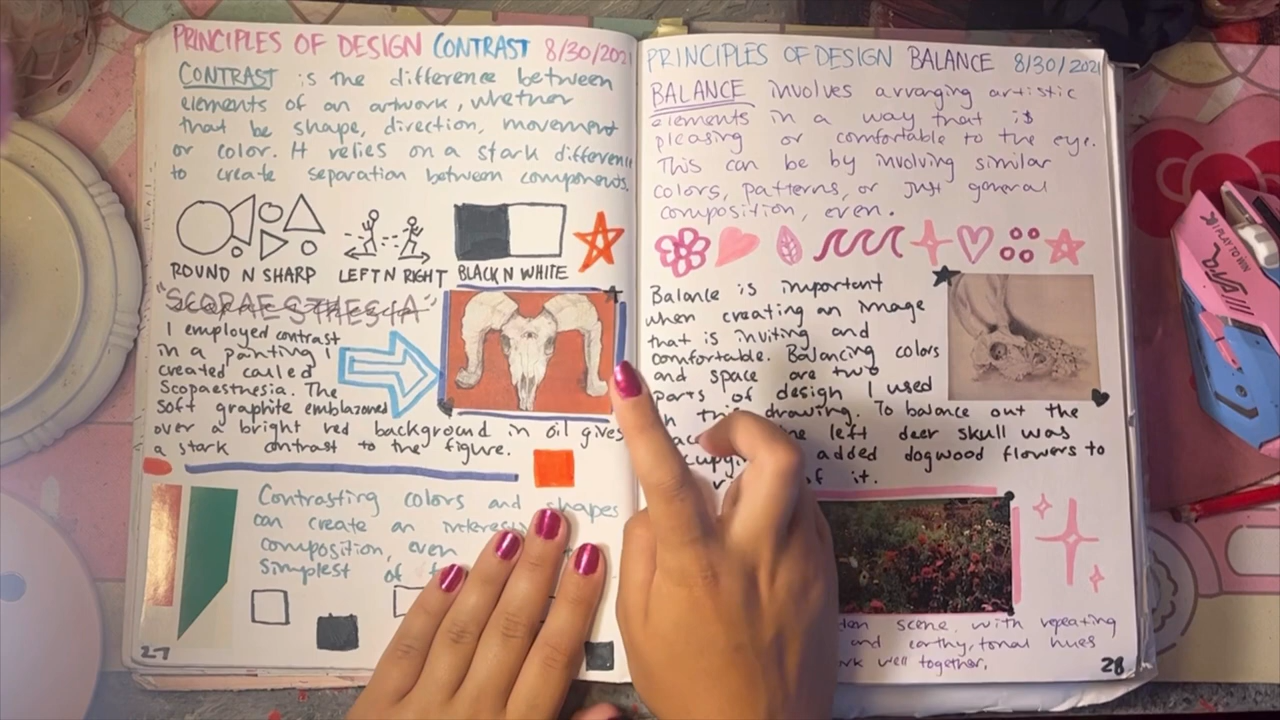 PRINCIPLES OF DESIGN CONTRAST 8/30/2021
CONTRAST is the difference between
elements of an artwork, whether
that be shape, direction, movement
or color. It relies on a stark difference
to create separation between components.
ROUND N SHARP LEFT N RIGHT BLACK N WHITE
"SCOPAESTHESIA"
I employed contrast
in a painting I
created called
Scopaesthesia. The
soft graphite emblazoned
over a bright red background in oil gives
a stark contrast to the figure.
Contrasting colors and shapes
can create an
composition, even
simplest of
27
PRINCIPLES OF DESIGN BALANCE 8/30/2021
BALANCE involves arranging artistic
elements in a way that is
pleasing or comfortable to the eye.
This can be by involving similar
colors, patterns, or just general
composition, even.
Balance is important
when creating an image
that is inviting and
comfortable. Balancing colors
and space are two
parts of design I used
this drawing. To balance out the
left deer skull was
added dogwood flowers to
of it.
scene with repeating
and earthy, tonal hues
well together.
28
I PLAY TO WIN